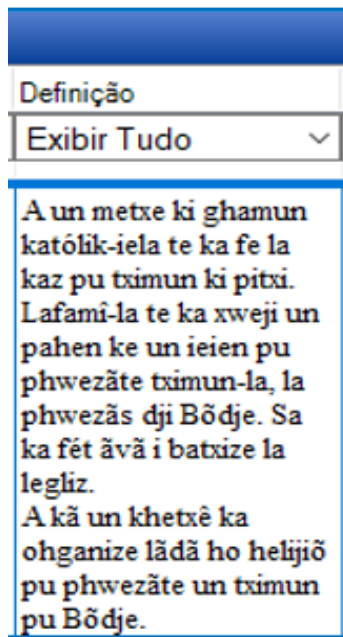 Definição
Exibir Tudo
A un metxe ki ghamun
katólik-iela te ka fe la
kaz pu tximun ki pitxi.
Lafamî-la te ka xweji un
pahen ke un ieien pu
phwezãte tximun-la, la
phwezãs dji Bõdje. Sa
ka fét ãvã i batxize la
legliz.
A kã un khetxê ka
ohganize lãdã ho helijiõ
pu phwezãte un tximun
pu Bõdje.